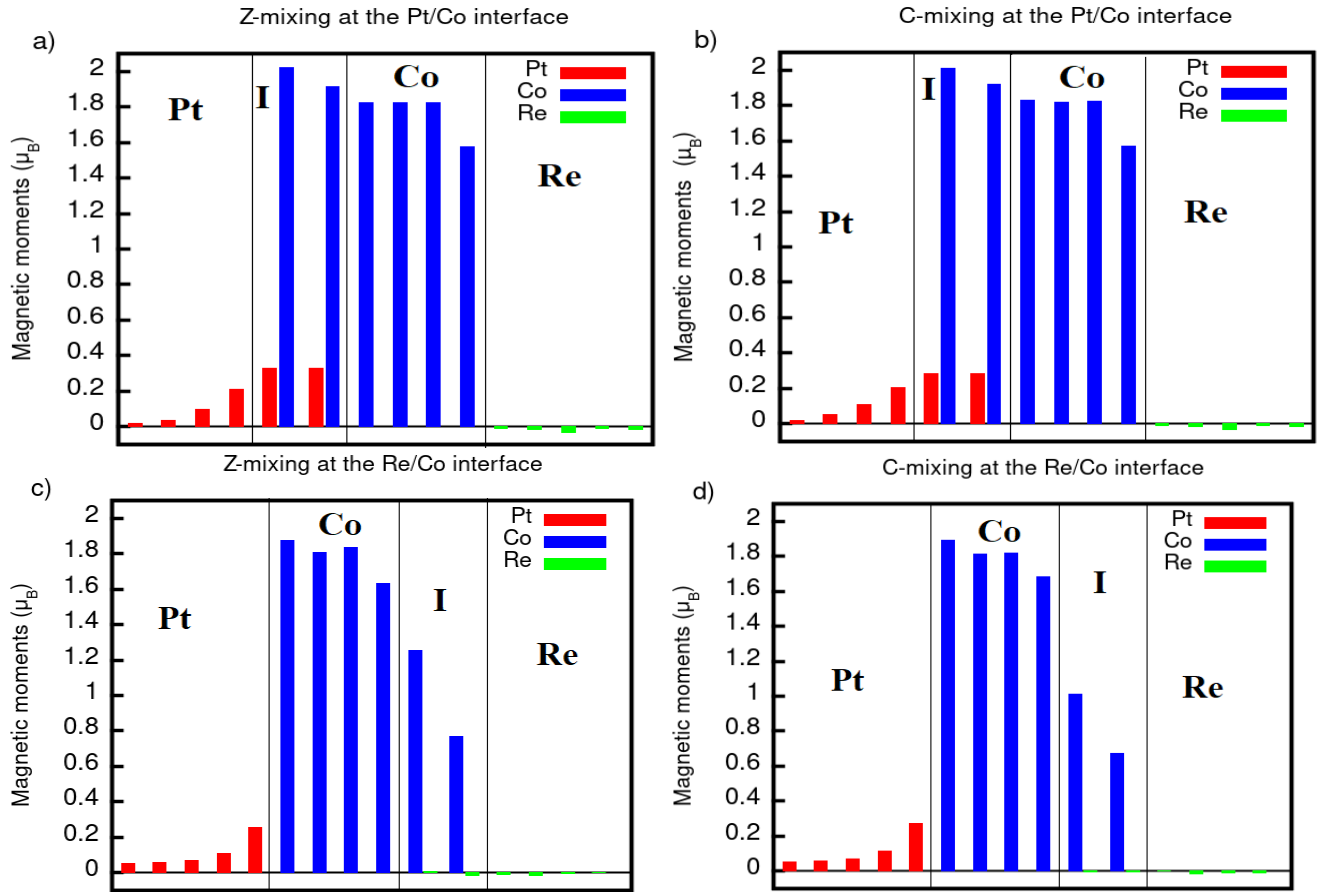 Z-mixing at the Pt/Co interface
a)
Magnetic moments (μB)
2
1.8
1.6
1.4
1.2
1
0.8
0.6
0.4
0.2
0
Pt
I
Co
Re
Pt
Co
Re
C-mixing at the Pt/Co interface
b)
Magnetic moments (μB)
2
1.8
1.6
1.4
1.2
1
0.8
0.6
0.4
0.2
0
Pt
I
Co
Re
Pt
Co
Re
Z-mixing at the Re/Co interface
c)
Magnetic moments (μB)
2
1.8
1.6
1.4
1.2
1
0.8
0.6
0.4
0.2
0
Pt
Co
I
Re
Pt
Co
Re
C-mixing at the Re/Co interface
d)
Magnetic moments (μB)
2
1.8
1.6
1.4
1.2
1
0.8
0.6
0.4
0.2
0
Pt
Co
I
Re
Pt
Co
Re